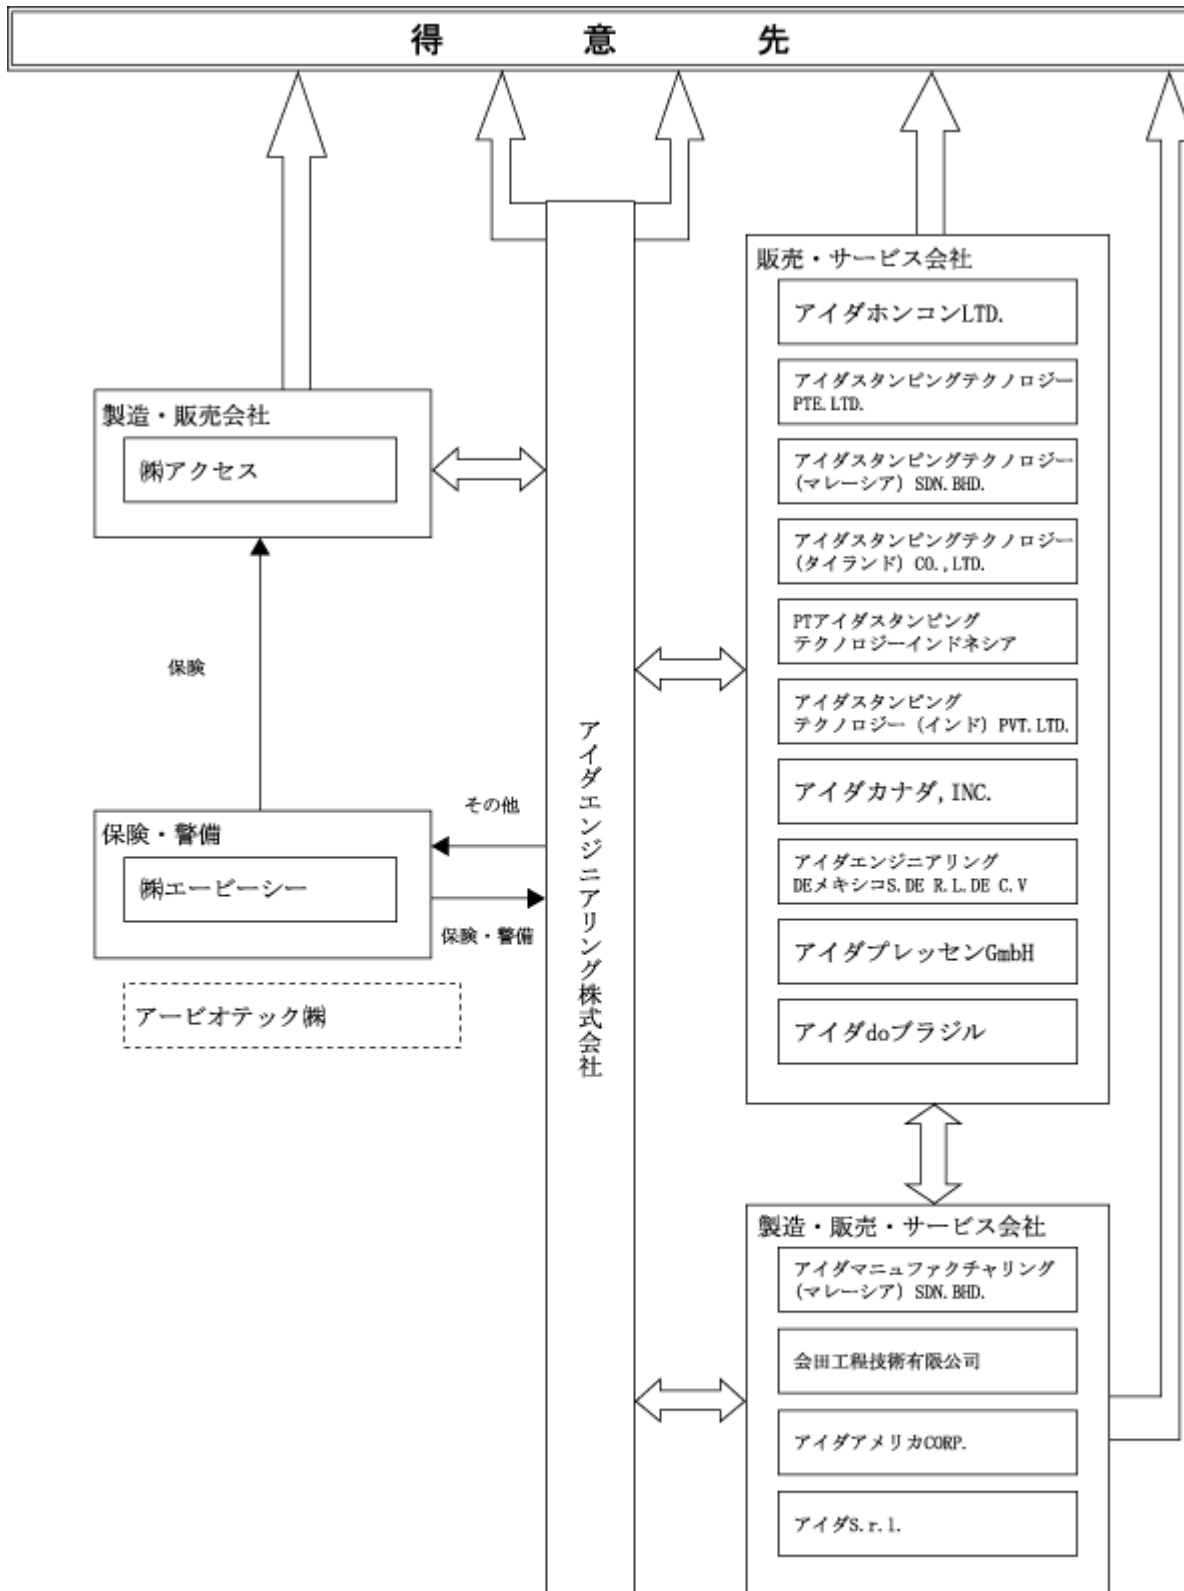 得意先
販売・サービス会社
アイダホンコンLTD.
アイダスタンピングテクノロジー
PTE.LTD.
アイダスタンピングテクノロジー
(マレーシア) SDN.BHD.
アイダスタンピングテクノロジー
(タイランド) CO.,LTD.
PTアイダスタンピング
テクノロジーインドネシア
アイダスタンピング
テクノロジー (インド) PVT.LTD.
アイダカナダ,INC.
アイダエンジニアリング
DEメキシコS.DE R.L.DE C.V
アイダプレッセンGmbH
アイダdoブラジル
製造・販売会社
㈱アクセス
保険
保険・警備
㈱エービーシー
その他
保険・警備
アービオテック㈱
アイダエンジニアリング株式会社
製造・販売・サービス会社
アイダマニュファクチャリング
(マレーシア) SDN.BHD.
会田工程技術有限公司
アイダアメリカCORP.
アイダS.r.l.